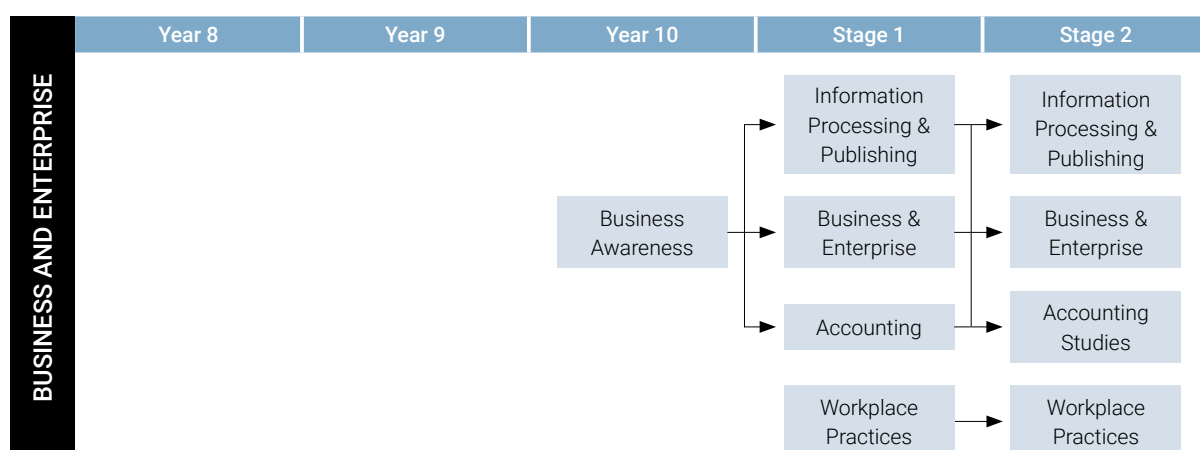 Year 8
Year 9
Year 10
Stage 1
Stage 2
BUSINESS AND ENTERPRISE
Business
Awareness
Information
Processing &
Publishing
Business &
Enterprise
Accounting
Workplace
Practices
Information
Processing &
Publishing
Business &
Enterprise
Accounting
Studies
Workplace
Practices